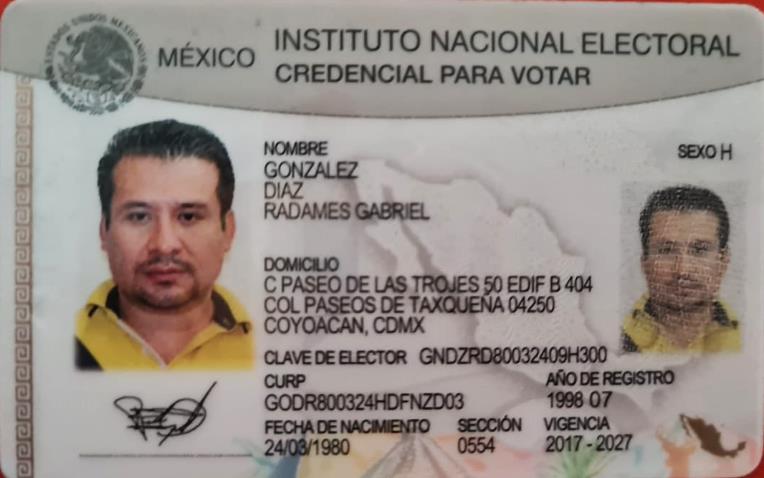 ESTADOS UNIDOS MEXICANOS
MÉXICO
INSTITUTO NACIONAL ELECTORAL
CREDENCIAL PARA VOTAR
NOMBRE
GONZALEZ
DIAZ
RADAMES GABRIEL
SEXO H
DOMICILIO
C PASEO DE LAS TROJES 50 EDIF B 404
COL PASEOS DE TAXQUEÑA 04250
COYOACAN, CDMX
CLAVE DE ELECTOR GNDZRD80032409H300
CURP
GODR800324HDFNZD03
AÑO DE REGISTRO
1998 07
FECHA DE NACIMIENTO
24/03/1980
SECCIÓN
0554
VIGENCIA
2017 - 2027